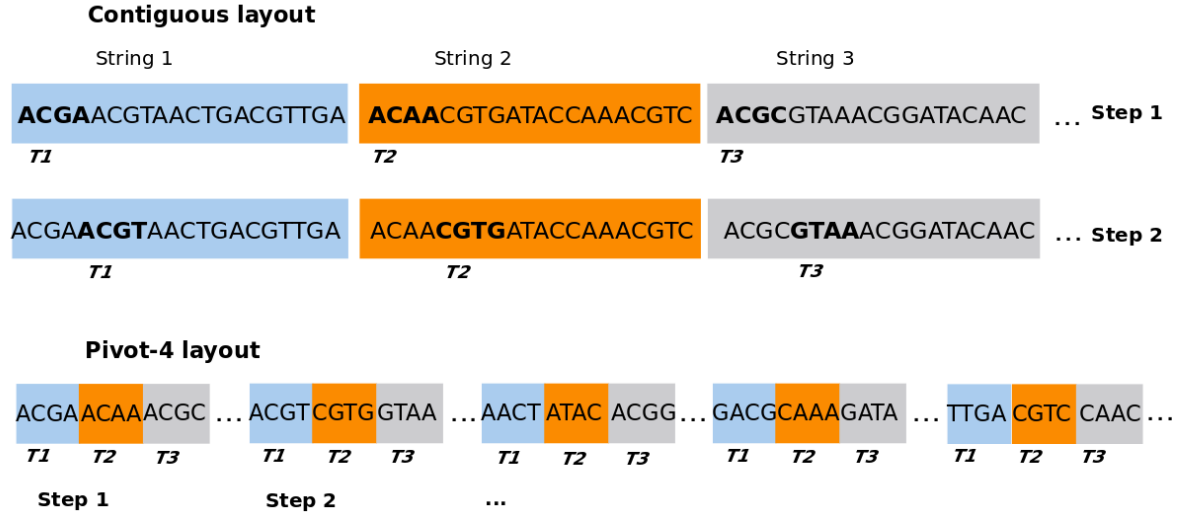 Contiguous layout
String 1 String 2 String 3
ACGAACGTAACTGACGTTGA ACAACGTGATACCAAACGTC ACGCGTAAACGGATACAAC ... Step 1
T1 T2 T3
ACGAACGTAACTGACGTTGA ACAACGTGATACCAAACGTC ACGCGTAAACGGATACAAC ... Step 2
T1 T2 T3
Pivot-4 layout
ACGA ACAA ACGC ... ACGT CGTG GTAA ... AACT ATAC ACGG ... GACG CAAA GATA ... TTGA CGTC CAAC ...
T1 T2 T3 T1 T2 T3 T1 T2 T3 T1 T2 T3 T1 T2 T3
Step 1 Step 2 ...